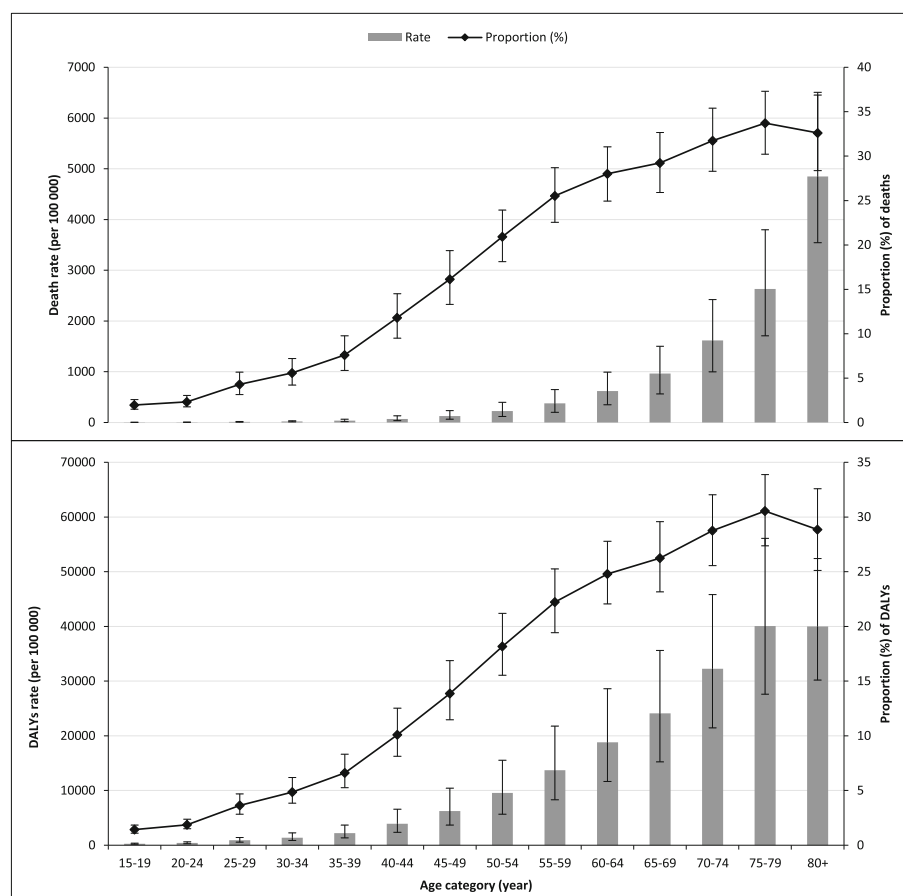 Rate Proportion (%)
7000 40
6000 35
5000 30
4000 25
3000 20
2000 15
1000 10
0 5
0
Death rate (per 100 000)
Proportion (%) of deaths
70000 35
60000 30
50000 25
40000 20
30000 15
20000 10
10000 5
0 0
DALYs rate (per 100 000)
Proportion (%) of DALYs
15-19 20-24 25-29 30-34 35-39 40-44 45-49 50-54 55-59 60-64 65-69 70-74 75-79 80+
Age category (year)